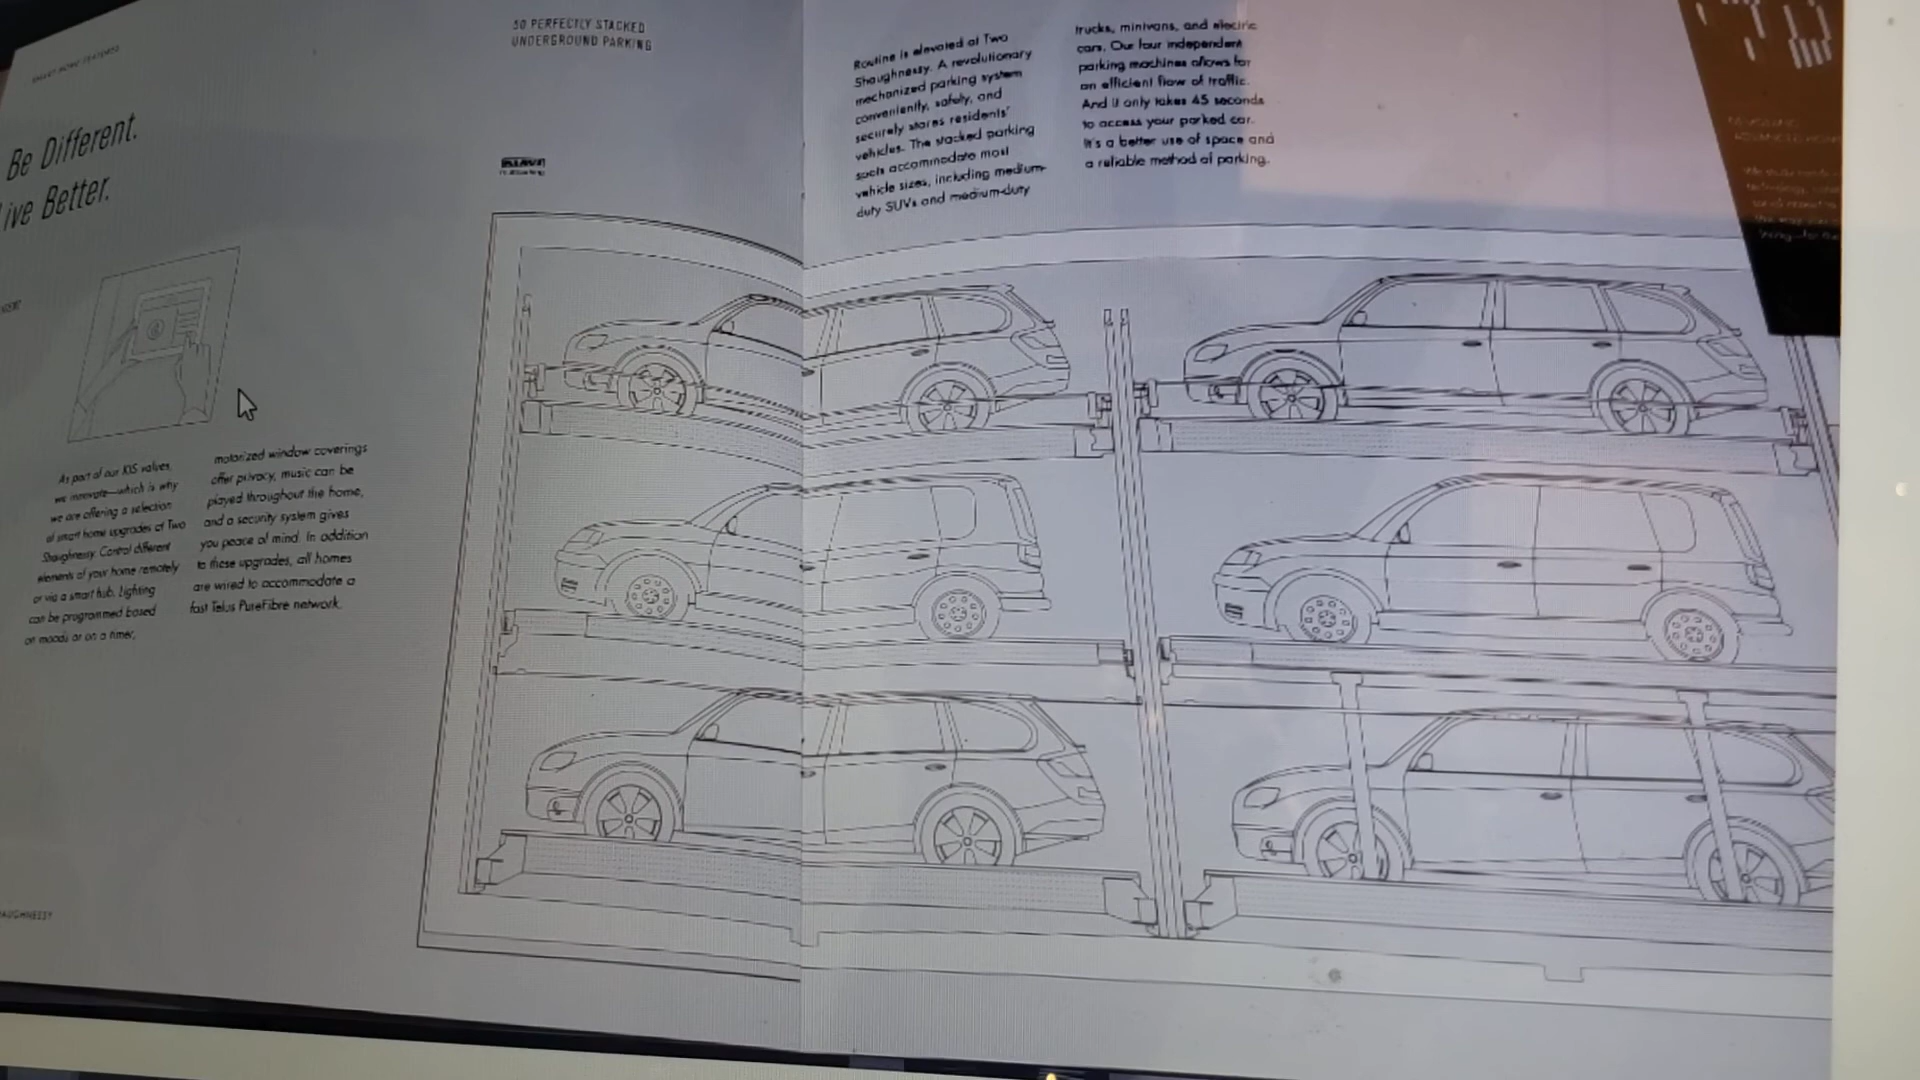 SMART HOME FEATURES
Be Different.
Live Better.
As part of our KIS values,
we innovate—which is why
we are offering a selection
of smart home upgrades at Two
Shaughnessy. Control different
elements of your home remotely
or via a smart hub. Lighting
can be programmed based
on moods or on a timer,
motorized window coverings
offer privacy, music can be
played throughout the home,
and a security system gives
you peace of mind. In addition
to these upgrades, all homes
are wired to accommodate a
fast Telus PureFibre network.
AUGHNESSY
50 PERFECTLY STACKED
UNDERGROUND PARKING
Routine is elevated at Two
Shaughnessy. A revolutionary
mechanized parking system
conveniently, safely, and
securely stores residents'
vehicles. The stacked parking
spots accommodate most
vehicle sizes, including medium-
duty SUVs and medium-duty
trucks, minivans, and electric
cars. Our four independent
parking machines allows for
an efficient flow of traffic.
And it only takes 45 seconds
to access your parked car.
It's a better use of space and
a reliable method of parking.